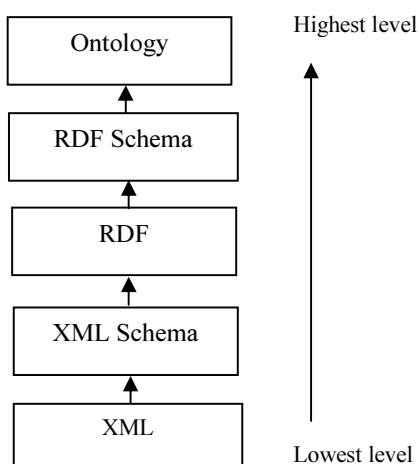 Highest level
Ontology
RDF Schema
RDF
XML Schema
XML
Lowest level